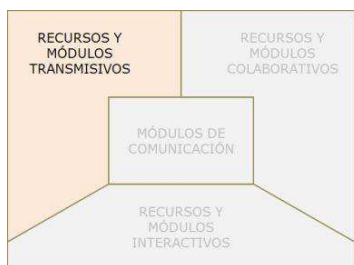 RECURSOS Y
MÓDULOS
TRANSMISIVOS
RECURSOS Y
MÓDULOS
COLABORATIVOS
MÓDULOS DE
COMUNICACIÓN
RECURSOS Y
MÓDULOS
INTERACTIVOS